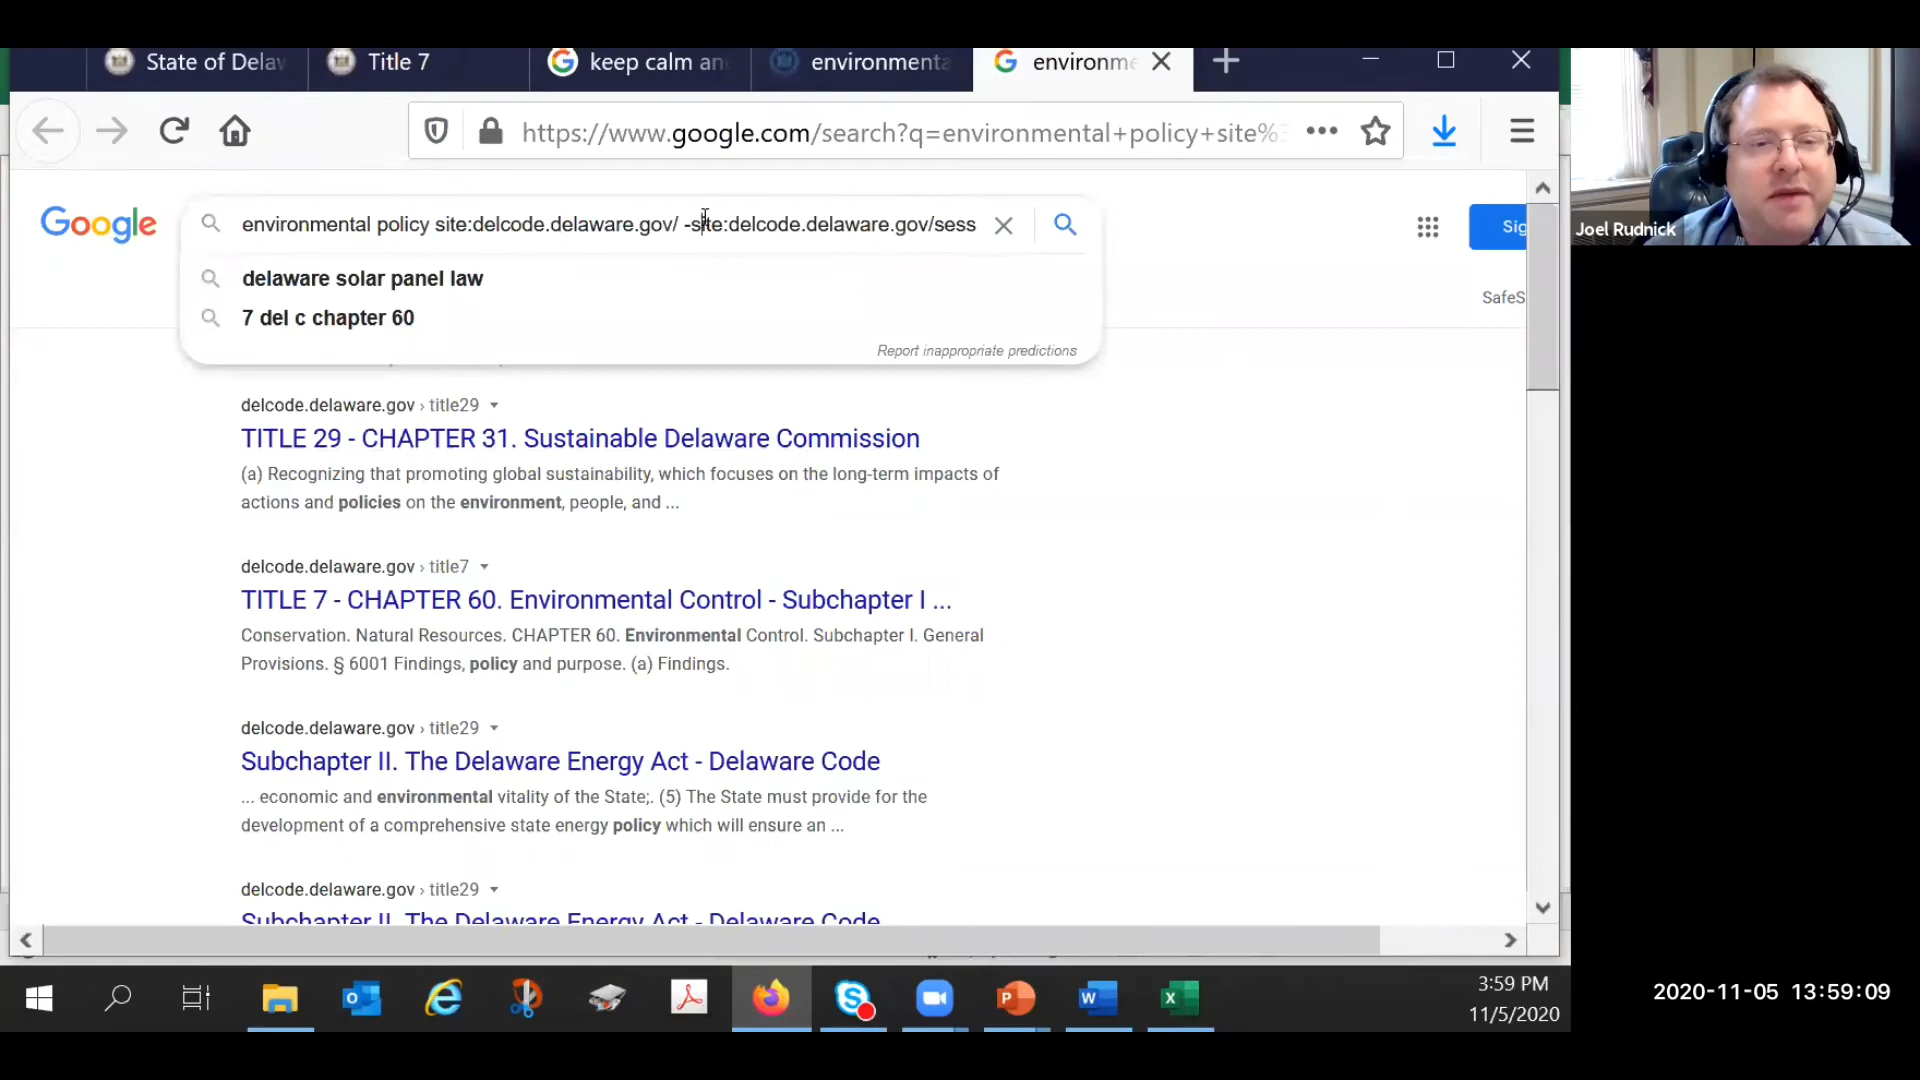 State of Delaw
Title 7
keep calm an
environmenta
environme
https://www.google.com/search?q=environmental+policy+site%
Google
environmental policy site:delcode.delaware.gov/ -site:delcode.delaware.gov/sess
Sig
delaware solar panel law
7 del c chapter 60
SafeS
Report inappropriate predictions
delcode.delaware.gov › title29
TITLE 29 - CHAPTER 31. Sustainable Delaware Commission
(a) Recognizing that promoting global sustainability, which focuses on the long-term impacts of
actions and policies on the environment, people, and ...
delcode.delaware.gov › title7
TITLE 7 - CHAPTER 60. Environmental Control - Subchapter I ...
Conservation. Natural Resources. CHAPTER 60. Environmental Control. Subchapter I. General
Provisions. § 6001 Findings, policy and purpose. (a) Findings.
delcode.delaware.gov › title29
Subchapter II. The Delaware Energy Act - Delaware Code
... economic and environmental vitality of the State;. (5) The State must provide for the
development of a comprehensive state energy policy which will ensure an ...
delcode.delaware.gov › title29
Subchapter II. The Delaware Energy Act - Delaware Code
3:59 PM
11/5/2020
Joel Rudnick
2020-11-05 13:59:09